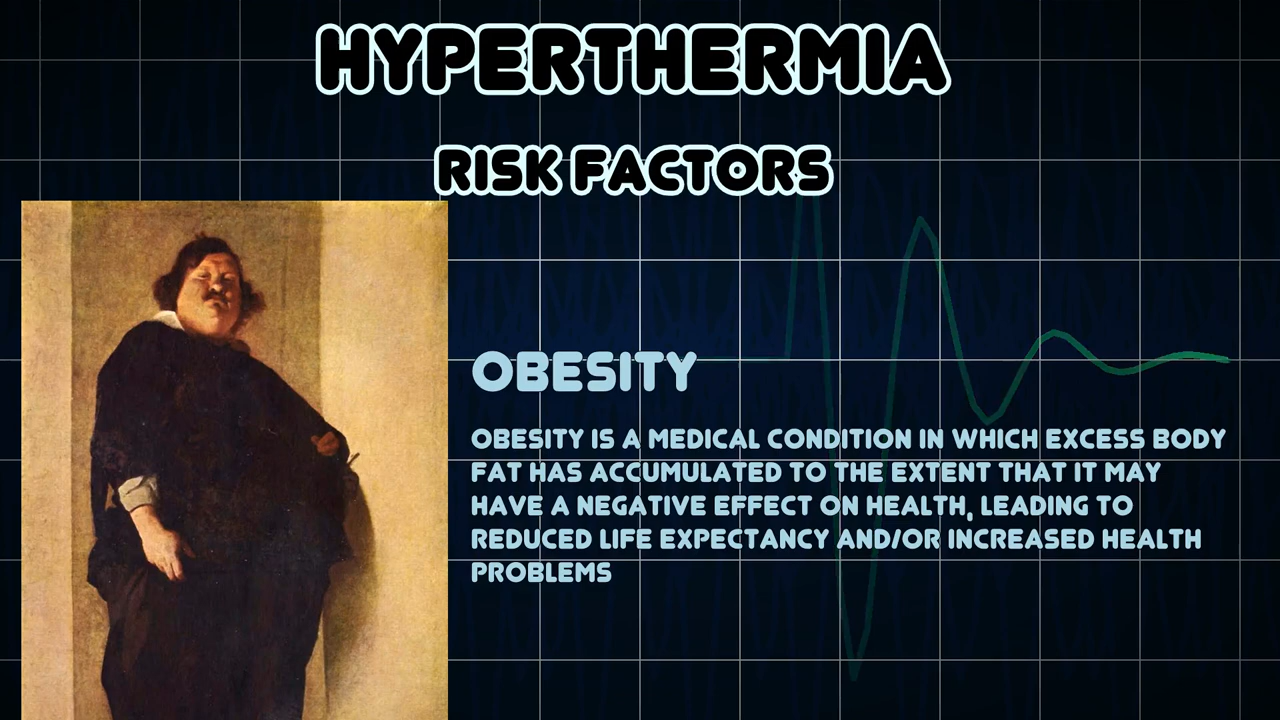 HYPERTHERMIA
RISK FACTORS
OBESITY
OBESITY IS A MEDICAL CONDITION IN WHICH EXCESS BODY
FAT HAS ACCUMULATED TO THE EXTENT THAT IT MAY
HAVE A NEGATIVE EFFECT ON HEALTH, LEADING TO
REDUCED LIFE EXPECTANCY AND/OR INCREASED HEALTH
PROBLEMS